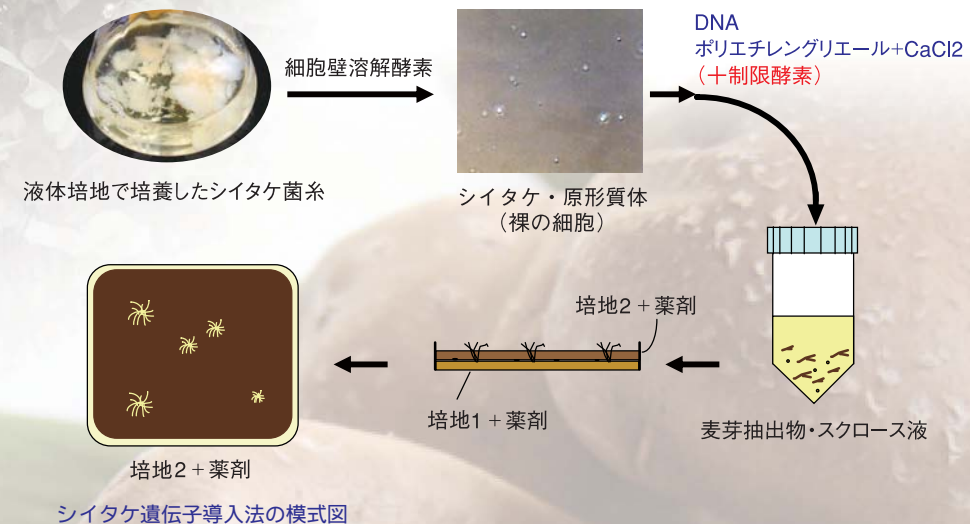 DNA
ポリエチレングリエール+CaCl2
（＋制限酵素）
細胞壁溶解酵素
液体培地で培養したシイタケ菌糸
シイタケ・原形質体
（裸の細胞）
培地2＋薬剤
培地1＋薬剤
麦芽抽出物・スクロース液
培地2＋薬剤
シイタケ遺伝子導入法の模式図